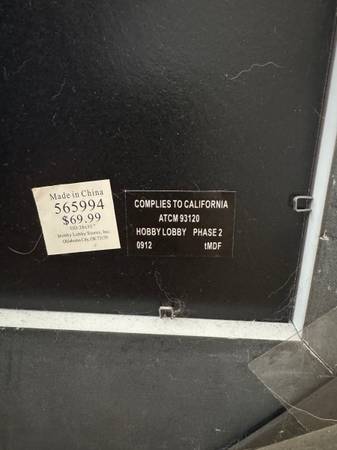 Made in China
565994
$69.99
Hobby Lobby Stores, Inc.
Oklahoma City, OK
COMPLIES TO CALIFORNIA
ATCM 93120
HOBBY LOBBY PHASE 2
0912 tMDF